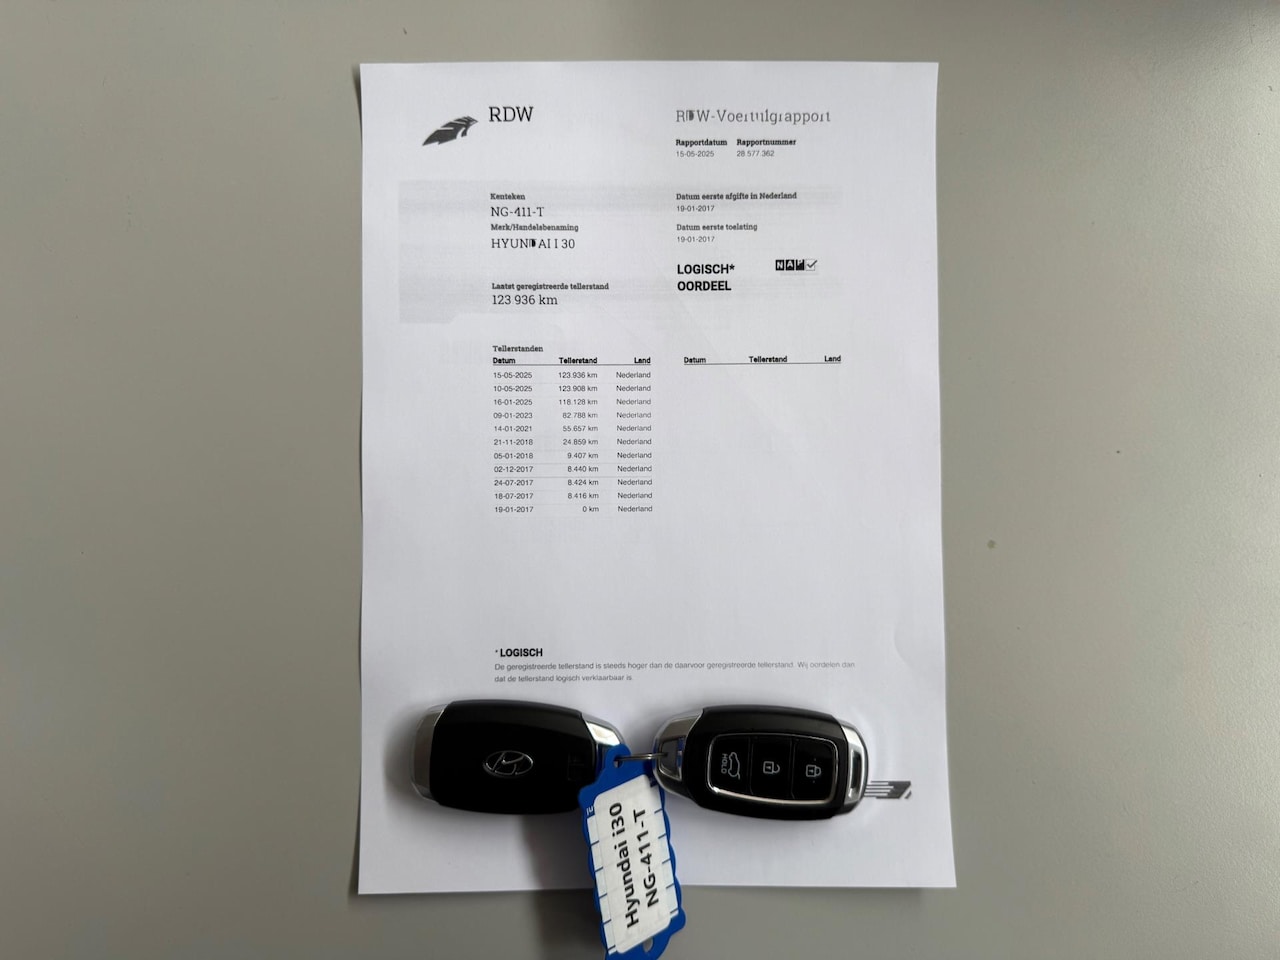 RDW
RDW-Voertuigrapport
Rapportdatum Rapportnummer
15-05-2025 28.577.362
Kenteken
NG-411-T
Merk/Handelsbenaming
HYUNDAI I 30
Datum eerste afgifte in Nederland
19-01-2017
Datum eerste toelating
19-01-2017
LOGISCH*
OORDEEL
NAP
Laatst geregistreerde tellerstand
123 936 km
Tellerstanden
Datum Tellerstand Land
15-05-2025 123.936 km Nederland
10-05-2025 123.908 km Nederland
16-01-2025 118.128 km Nederland
09-01-2023 82.788 km Nederland
14-01-2021 55.657 km Nederland
21-11-2018 24.859 km Nederland
05-01-2018 9.407 km Nederland
02-12-2017 8.440 km Nederland
24-07-2017 8.424 km Nederland
18-07-2017 8.416 km Nederland
19-01-2017 0 km Nederland
Datum Tellerstand Land
* LOGISCH
De geregistreerde tellerstand is steeds hoger dan de daarvoor geregistreerde tellerstand. Wij oordelen dan
dat de tellerstand logisch verklaarbaar is.
HOLD
Hyundai i30
NG-411-T